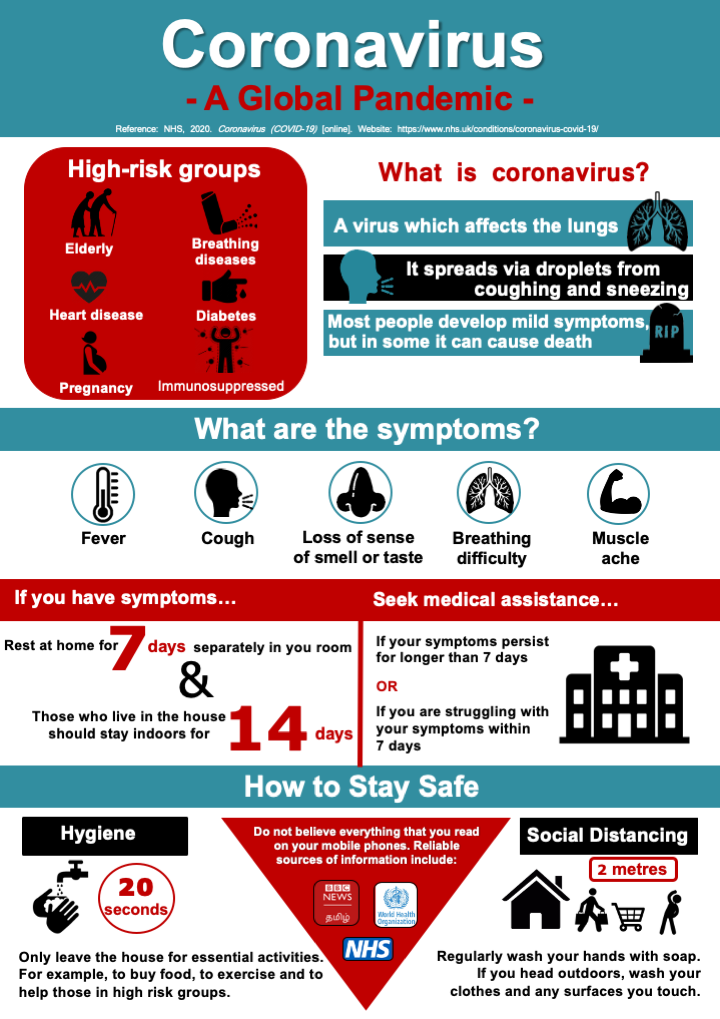 Coronavirus
- A Global Pandemic -
Reference: NHS, 2020. Coronavirus (COVID-19) [online]. Website: https://www.nhs.uk/conditions/coronavirus-covid-19/
High-risk groups
Elderly
Breathing
diseases
Heart disease
Diabetes
Pregnancy
Immunosuppressed
What is coronavirus?
A virus which affects the lungs
It spreads via droplets from
coughing and sneezing
Most people develop mild symptoms,
but in some it can cause death
RIP
What are the symptoms?
Fever
Cough
Loss of sense
of smell or taste
Breathing
difficulty
Muscle
ache
If you have symptoms...
Rest at home for 7 days separately in you room
&
Those who live in the house
should stay indoors for 14 days
Seek medical assistance...
If your symptoms persist
for longer than 7 days
OR
If you are struggling with
your symptoms within
7 days
How to Stay Safe
Hygiene
20
seconds
Only leave the house for essential activities.
For example, to buy food, to exercise and to
help those in high risk groups.
Do not believe everything that you read
on your mobile phones. Reliable
sources of information include:
BBC
NEWS
தமிழ்
World Health
Organization
NHS
Social Distancing
2 metres
Regularly wash your hands with soap.
If you head outdoors, wash your
clothes and any surfaces you touch.